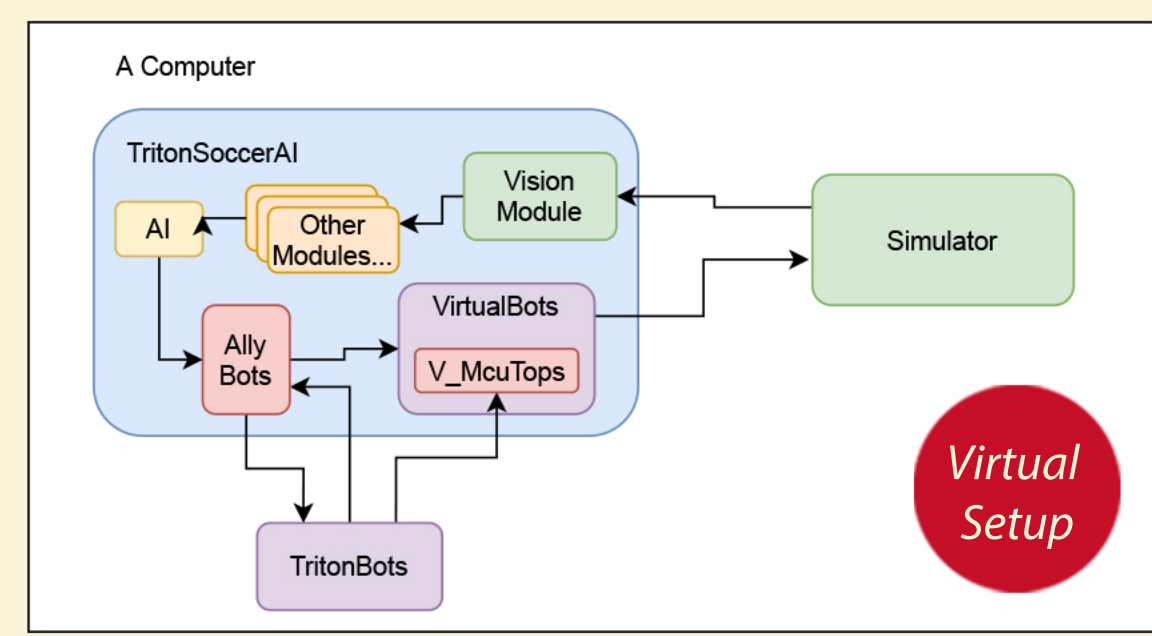 A Computer
TritonSoccerAI
Vision
Module
AI
Other
Modules...
Simulator
VirtualBots
Ally
Bots
V_McuTops
Virtual
Setup
TritonBots